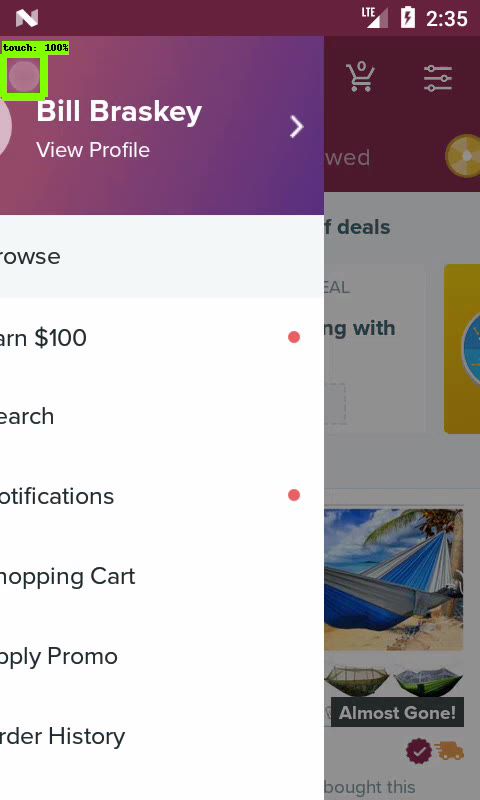 LTE
2:35
touch: 100%
0
Bill Braskey
View Profile
wed
rowse
f deals
EAL
arn $100
ng with
earch
otifications
hopping Cart
pply Promo
Almost Gone!
rder History
bought this